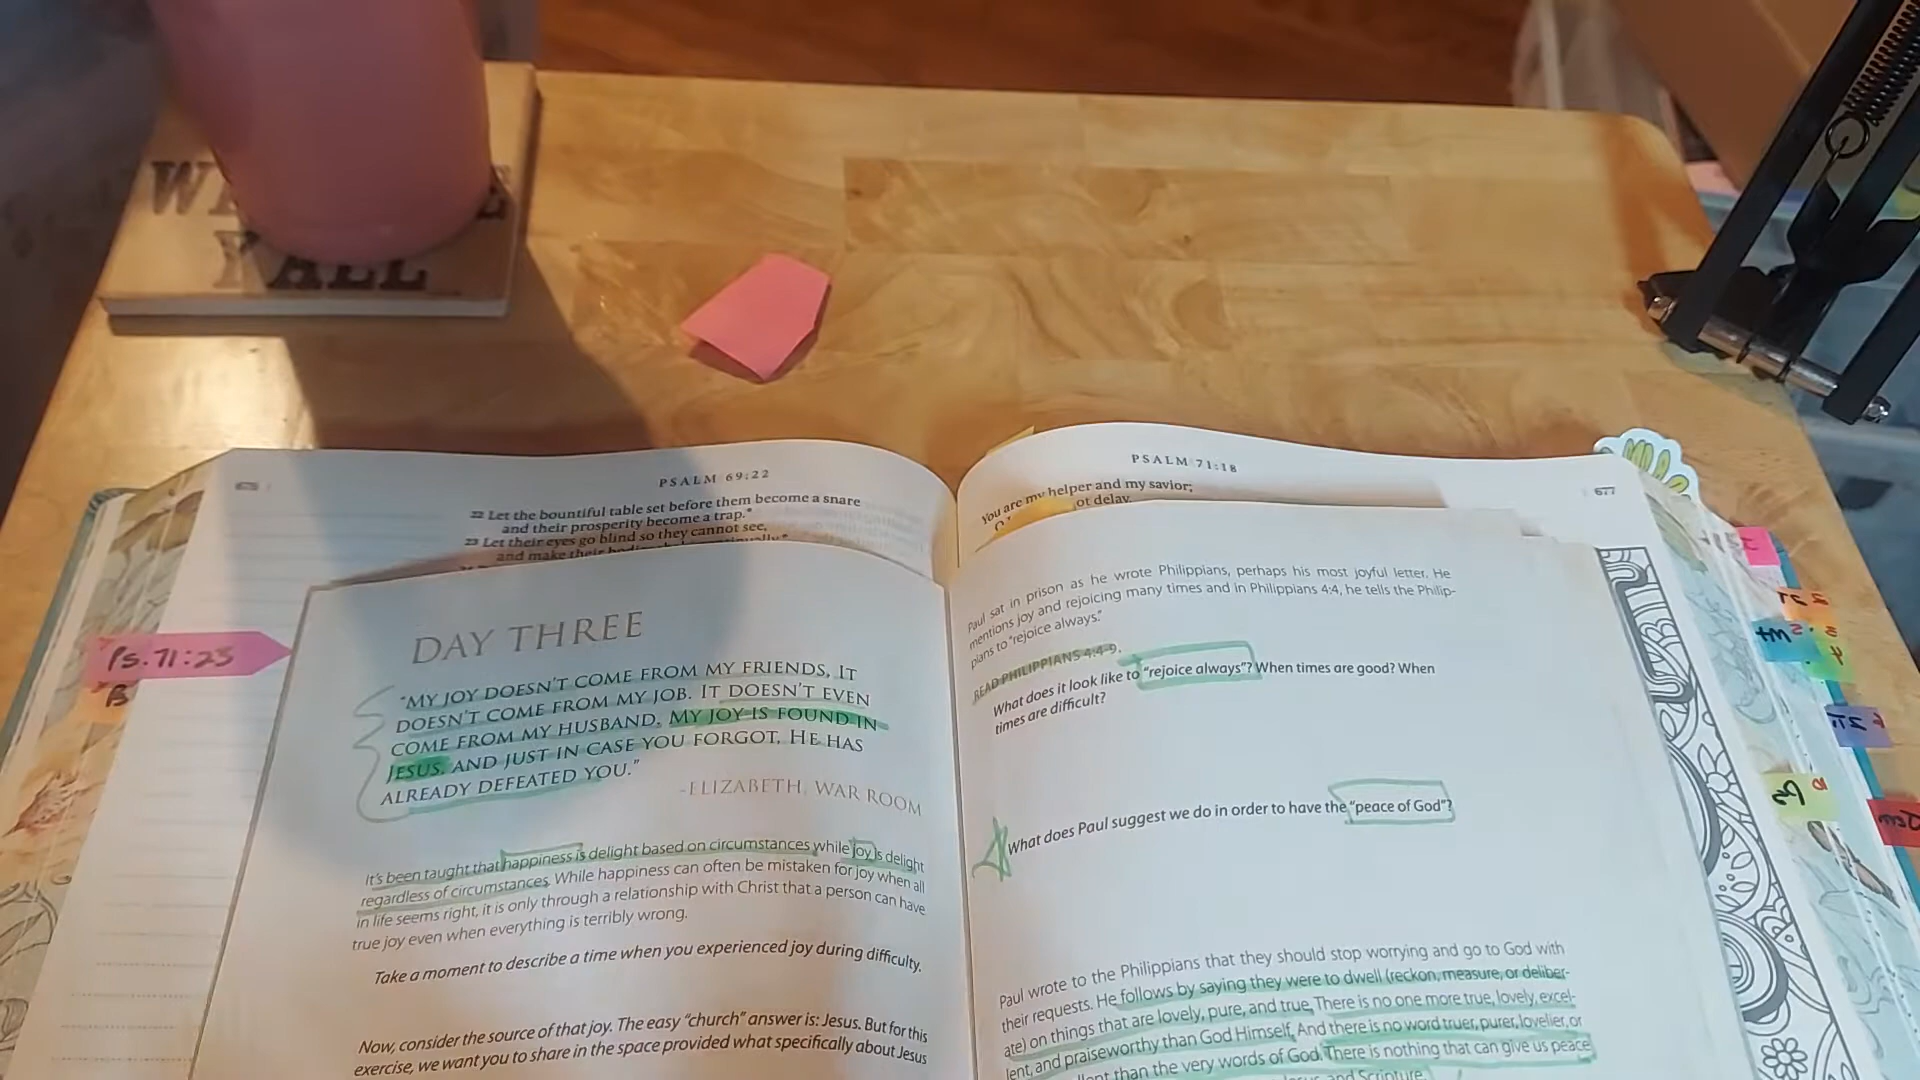 Y'ALL
PSALM 69:22
22 Let the bountiful table set before them become a snare
and their prosperity become a trap.*
23 Let their eyes go blind so they cannot see,
and make their
Ps. 71:23
B
DAY THREE
"MY JOY DOESN'T COME FROM MY FRIENDS, IT
DOESN'T COME FROM MY JOB. IT DOESN'T EVEN
COME FROM MY HUSBAND. MY JOY IS FOUND IN
JESUS. AND JUST IN CASE YOU FORGOT, HE HAS
ALREADY DEFEATED YOU."
-ELIZABETH, WAR ROOM
It's been taught that happiness is delight based on circumstances while joy is delight
regardless of circumstances. While happiness can often be mistaken for joy when all
in life seems right, it is only through a relationship with Christ that a person can have
true joy even when everything is terribly wrong.
Take a moment to describe a time when you experienced joy during difficulty.
Now, consider the source of that joy. The easy "church" answer is: Jesus. But for this
exercise, we want you to share in the space provided what specifically about Jesus
PSALM 71:18
677
You are my helper and my savior;
delay.
Paul sat in prison as he wrote Philippians, perhaps his most joyful letter. He
mentions joy and rejoicing many times and in Philippians 4:4, he tells the Philip-
pians to "rejoice always."
READ PHILIPPIANS 4:4-9.
What does it look like to "rejoice always"? When times are good? When
times are difficult?
What does Paul suggest we do in order to have the "peace of God"?
Paul wrote to the Philippians that they should stop worrying and go to God with
their requests. He follows by saying they were to dwell (reckon, measure, or deliber-
ate) on things that are lovely, pure, and true. There is no one more true, lovely, excel-
lent, and praiseworthy than God Himself. And there is no word truer, purer, lovelier, or
than the very words of God. There is nothing that can give us peace
and Scripture.